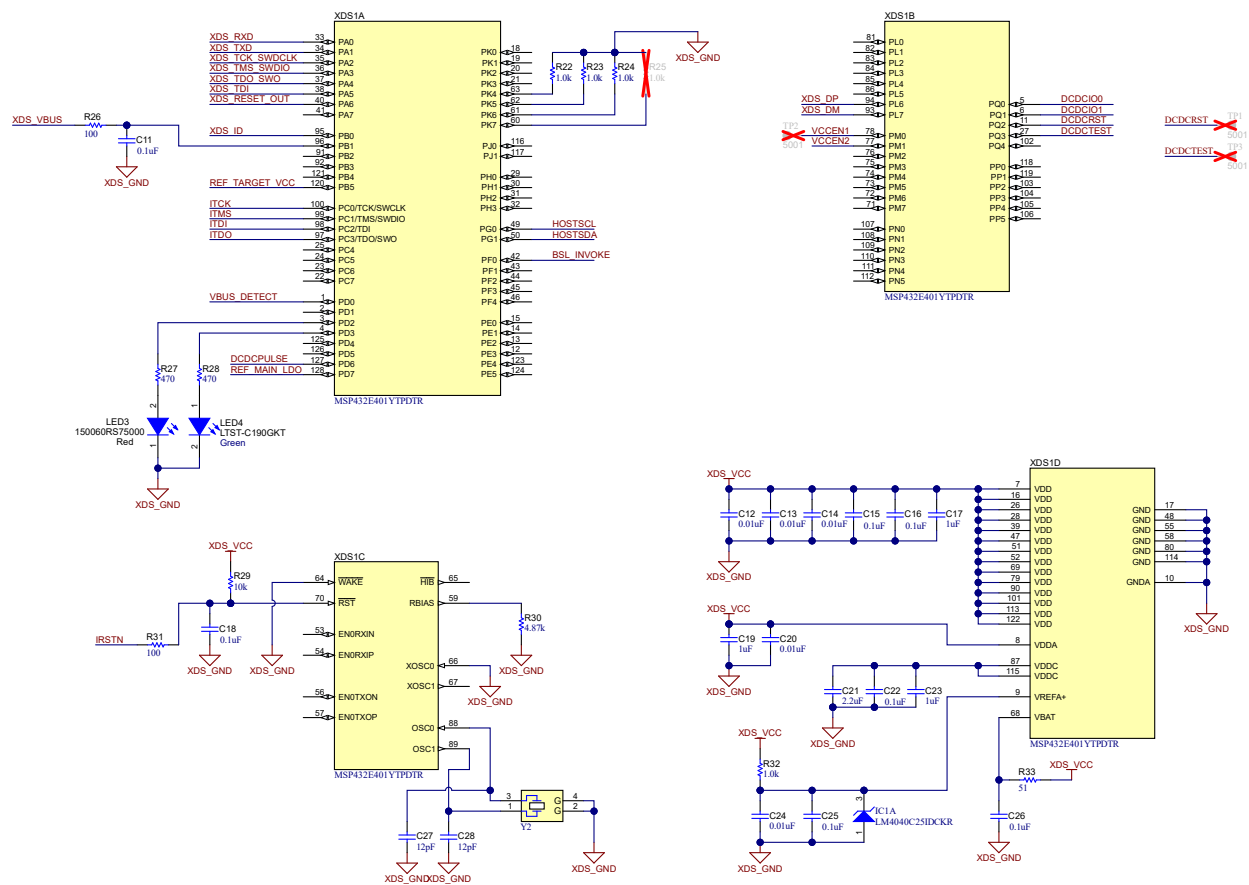 XDS1A
XDS_RXD 33 PA0
XDS_TXD 34 PA1
XDS_TCK_SWDCLK 35 PA2
XDS_TMS_SWDIO 36 PA3
XDS_TDO_SWO 37 PA4
XDS_TDI 38 PA5
XDS_RESET_OUT 40 PA6
41 PA7
XDS_ID 95 PB0
96 PB1
91 PB2
92 PB3
121 PB4
REF_TARGET_VCC 120 PB5
ITCK 100 PC0/TCK/SWCLK
ITMS 99 PC1/TMS/SWDIO
ITDI 98 PC2/TDI
ITDO 97 PC3/TDO/SWO
25 PC4
24 PC5
23 PC6
22 PC7
VBUS_DETECT 1 PD0
2 PD1
3 PD2
4 PD3
125 PD4
126 PD5
DCDCPULSE 127 PD6
REF_MAIN_LDO 128 PD7
PK0 18
PK1 19
PK2 20
PK3 21
PK4 63
PK5 62
PK6 61
PK7 60
PJ0 116
PJ1 117
PH0 29
PH1 30
PH2 31
PH3 32
PG0 49 HOSTSCL
PG1 50 HOSTSDA
PF0 42 BSL_INVOKE
PF1 43
PF2 44
PF3 45
PF4 46
PE0 15
PE1 14
PE2 13
PE3 12
PE4 123
PE5 124
MSP432E401YTPDTR
R22
1.0k
R23
1.0k
R24
1.0k
R25
1.0k
XDS_GND
XDS_VBUS
R26
100
C11
0.1uF
XDS_GND
R27
470
R28
470
2
1
1
2
LED3
150060RS75000
Red
LED4
LTST-C190GKT
Green
XDS_GND
XDS1B
81 PL0
82 PL1
83 PL2
84 PL3
85 PL4
86 PL5
XDS_DP 94 PL6
XDS_DM 93 PL7
TP2
5001
VCCEN1 78 PM0
VCCEN2 77 PM1
76 PM2
75 PM3
74 PM4
73 PM5
72 PM6
71 PM7
107 PN0
108 PN1
109 PN2
110 PN3
111 PN4
112 PN5
PQ0 5 DCDCIO0
PQ1 6 DCDCIO1
PQ2 11 DCDCRST
PQ3 27 DCDCTEST
PQ4 102
PP0 118
PP1 119
PP2 103
PP3 104
PP4 105
PP5 106
MSP432E401YTPDTR
DCDCRST TP1
5001
DCDCTEST TP3
5001
XDS1C
64 WAKE
70 RST
53 EN0RXIN
54 EN0RXIP
56 EN0TXON
57 EN0TXOP
HIB 65
RBIAS 59
XOSC0 66
XOSC1 67
OSC0 88
OSC1 89
MSP432E401YTPDTR
XDS_VCC
R29
10k
C18
0.1uF
IRSTN
R31
100
XDS_GND
XDS_GND
R30
4.87k
XDS_GND
XDS_GND
3
1
G 4
G 2
Y2
C27
12pF
C28
12pF
XDS_GND
XDS_GND
XDS_GND
XDS1D
7 VDD
16 VDD
26 VDD
28 VDD
39 VDD
47 VDD
51 VDD
52 VDD
69 VDD
79 VDD
90 VDD
101 VDD
113 VDD
122 VDD
8 VDDA
87 VDDC
115 VDDC
9 VREFA+
68 VBAT
GND 17
GND 48
GND 55
GND 58
GND 80
GND 114
GNDA 10
XDS_GND
MSP432E401YTPDTR
XDS_VCC
C12
0.01uF
C13
0.01uF
C14
0.01uF
C15
0.1uF
C16
0.1uF
C17
1uF
XDS_GND
XDS_VCC
C19
1uF
C20
0.01uF
XDS_GND
C21
2.2uF
C22
0.1uF
C23
1uF
XDS_GND
XDS_VCC
R32
1.0k
C24
0.01uF
C25
0.1uF
3
1
IC1A
LM4040C25IDCKR
XDS_GND
R33
51
XDS_VCC
C26
0.1uF
XDS_GND